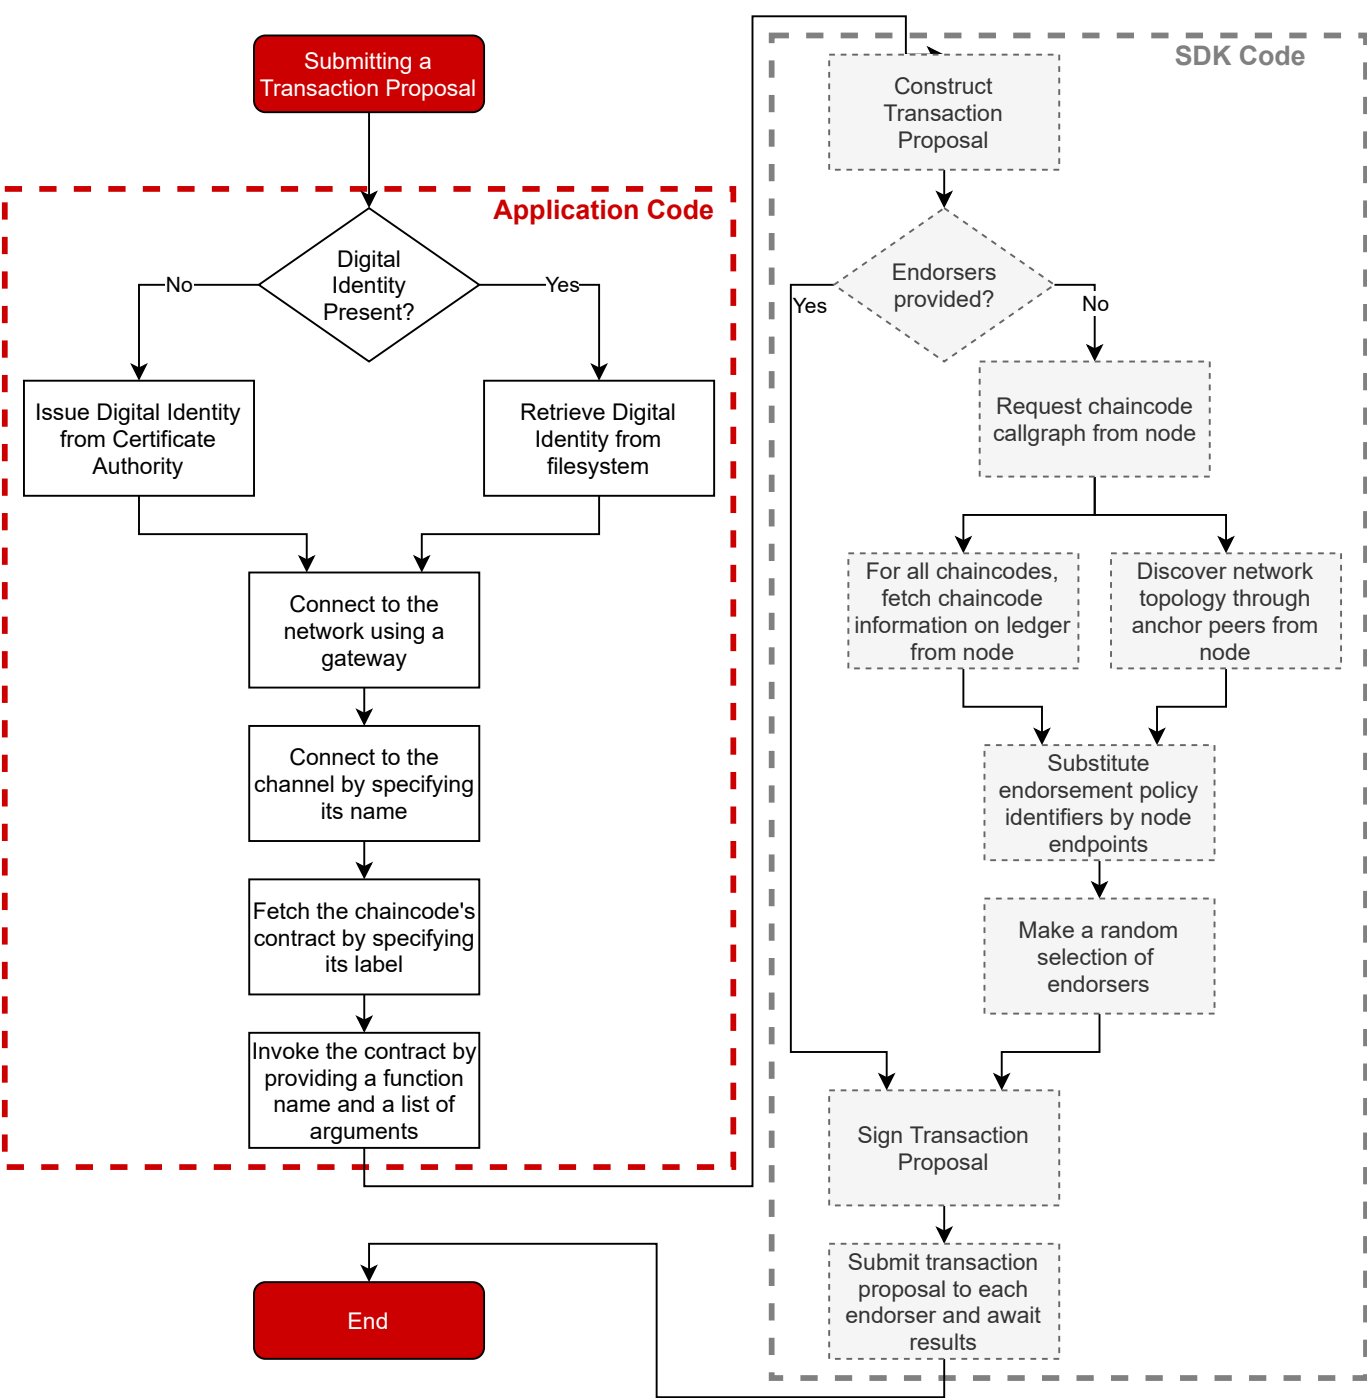 Submitting a
Transaction Proposal
Application Code
Digital
Identity
Present?
No
Yes
Issue Digital Identity
from Certificate
Authority
Retrieve Digital
Identity from
filesystem
Connect to the
network using a
gateway
Connect to the
channel by specifying
its name
Fetch the chaincode's
contract by specifying
its label
Invoke the contract by
providing a function
name and a list of
arguments
SDK Code
Construct
Transaction
Proposal
Endorsers
provided?
Yes
No
Request chaincode
callgraph from node
For all chaincodes,
fetch chaincode
information on ledger
from node
Discover network
topology through
anchor peers from
node
Substitute
endorsement policy
identifiers by node
endpoints
Make a random
selection of
endorsers
Sign Transaction
Proposal
Submit transaction
proposal to each
endorser and await
results
End